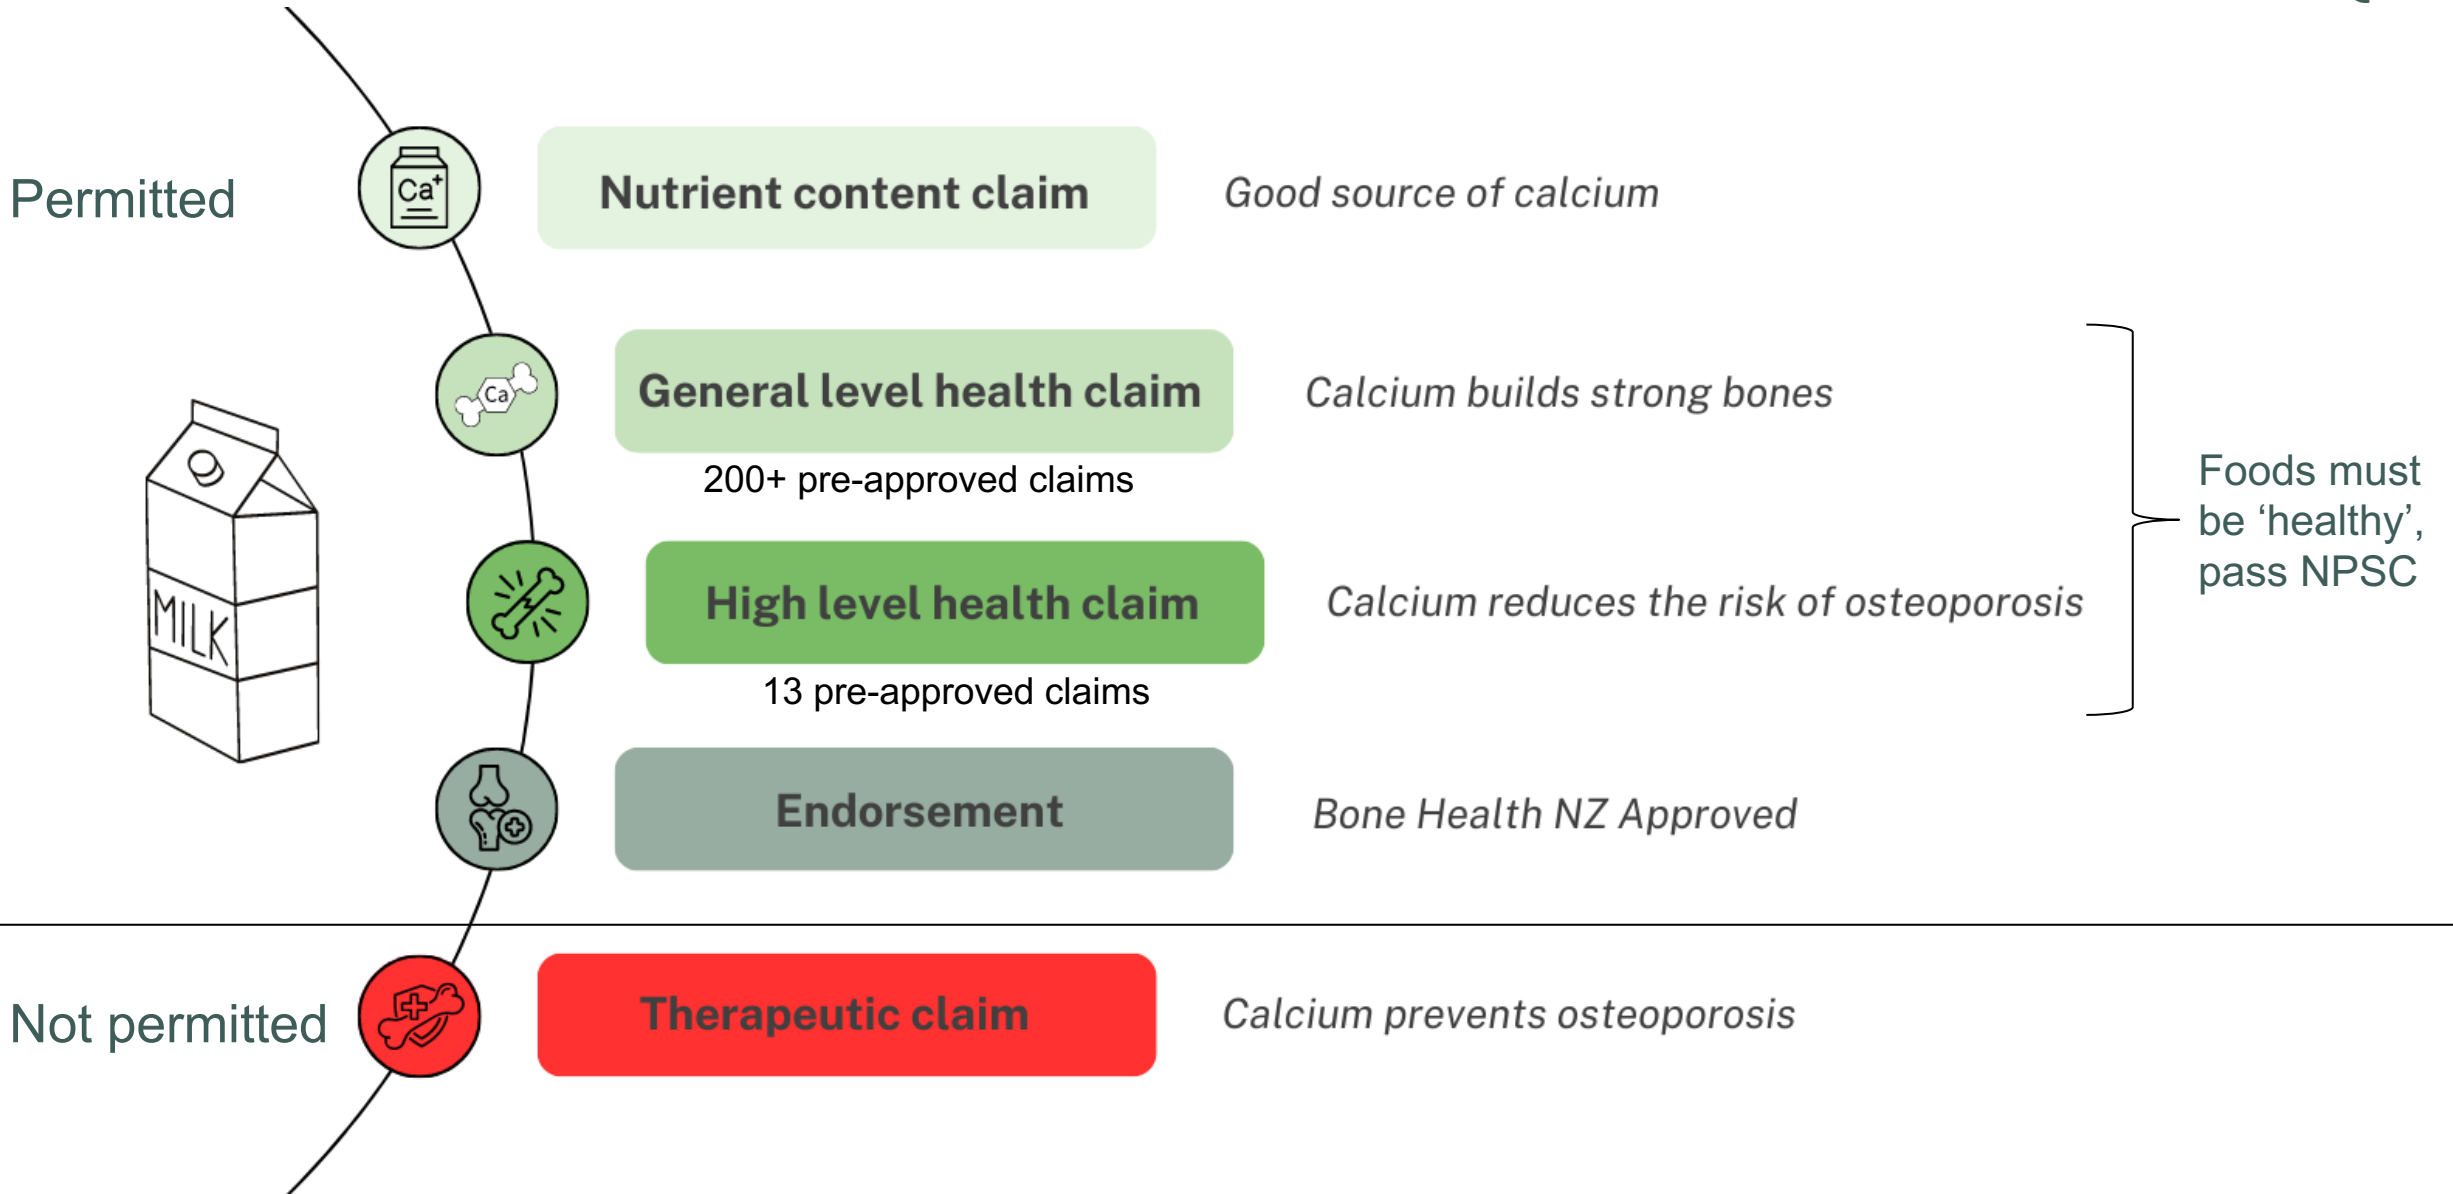 Permitted
Ca+
Nutrient content claim
Good source of calcium
Ca
General level health claim
Calcium builds strong bones
200+ pre-approved claims
High level health claim
Calcium reduces the risk of osteoporosis
13 pre-approved claims
Foods must
be ‘healthy’,
pass NPSC
MILK
Endorsement
Bone Health NZ Approved
Not permitted
Therapeutic claim
Calcium prevents osteoporosis